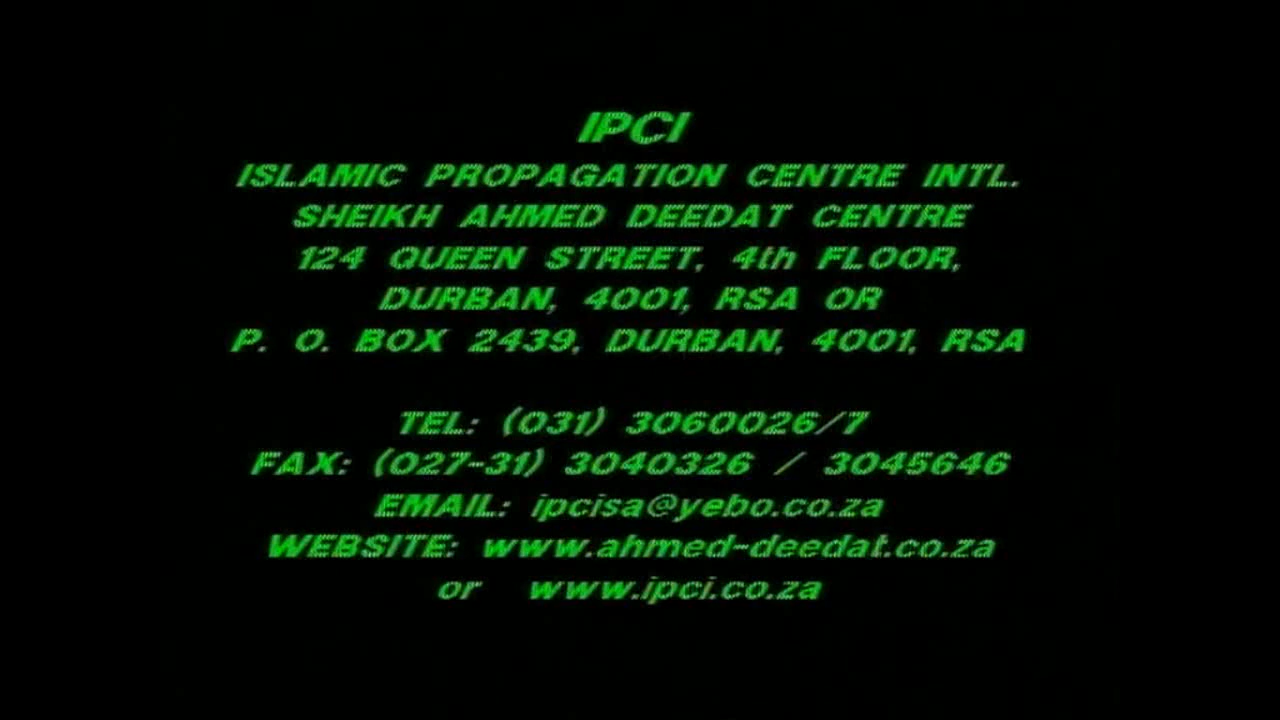 IPCI
ISLAMIC PROPAGATION CENTRE INTL.
SHEIKH AHMED DEEDAT CENTRE
124 QUEEN STREET, 4th FLOOR,
DURBAN, 4001, RSA OR
P. O. BOX 2439, DURBAN, 4001, RSA
TEL: (031) 3060026/7
FAX: (027-31) 3040326 / 3045646
EMAIL: ipcisa@yebo.co.za
WEBSITE: www.ahmed-deedat.co.za
or www.ipci.co.za